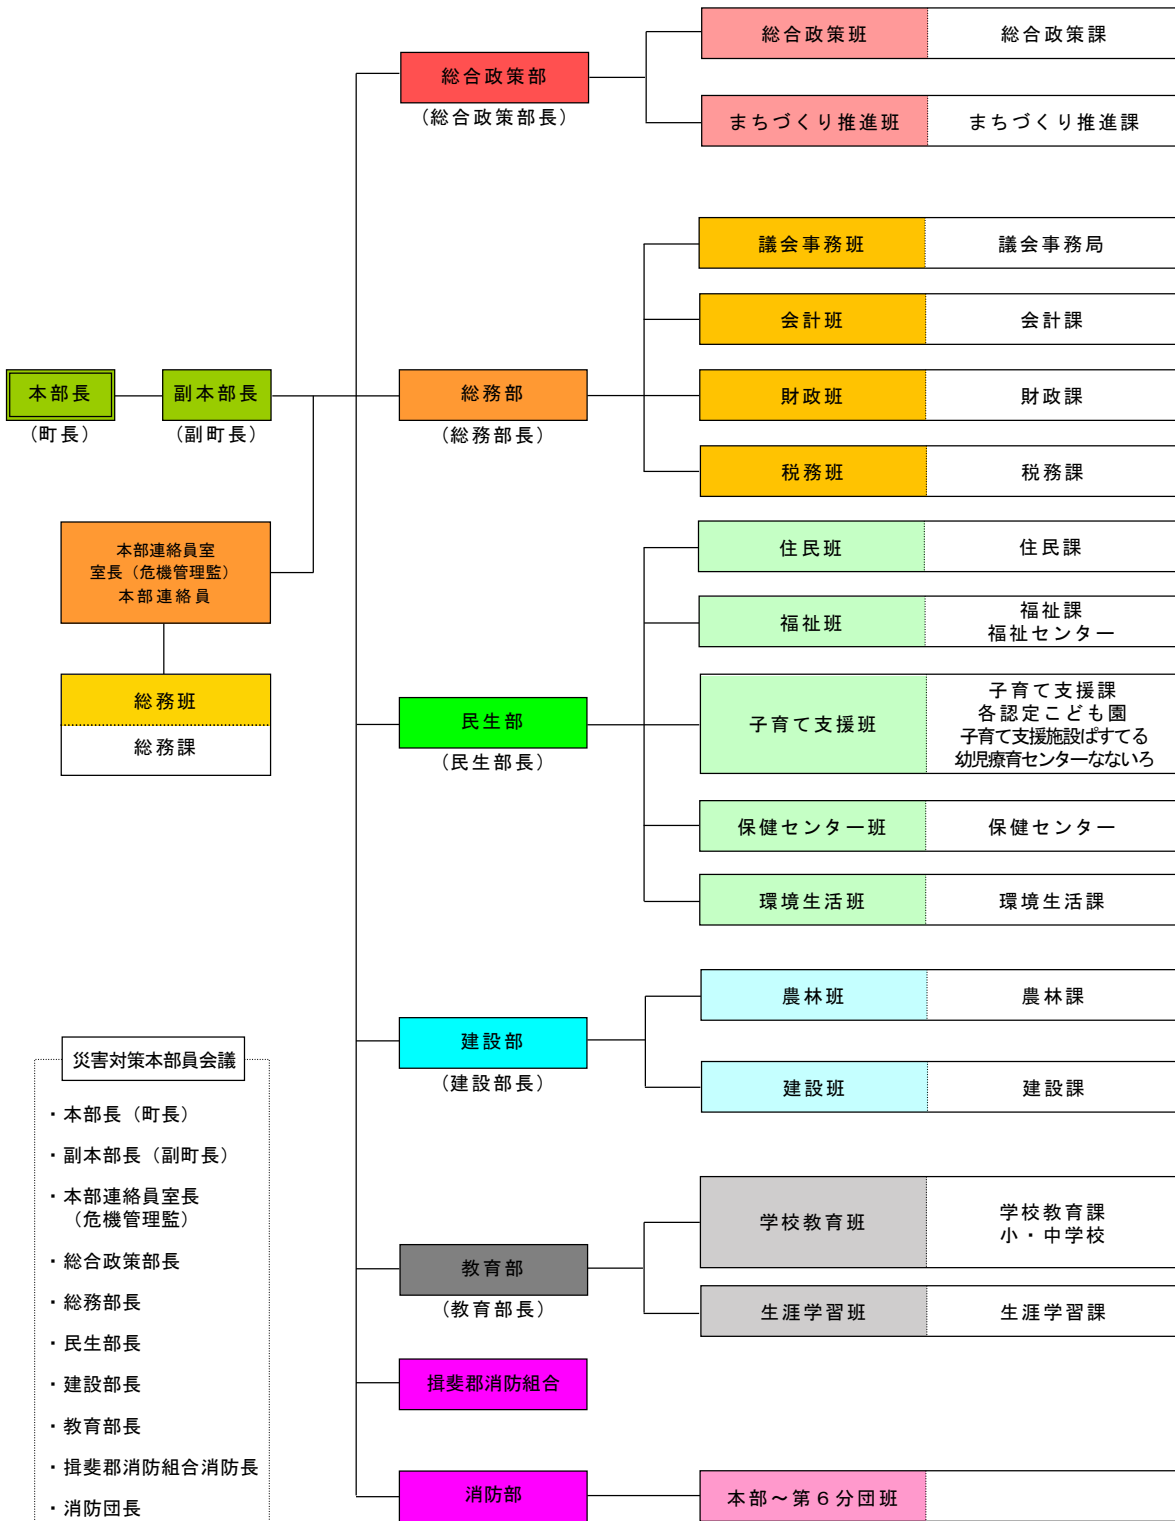 総合政策部
(総合政策部長)
総合政策班
総合政策課
まちづくり推進班
まちづくり推進課
議会事務班
議会事務局
会計班
会計課
本部長
(町長)
副本部長
(副町長)
総務部
(総務部長)
財政班
財政課
税務班
税務課
本部連絡員室
室長(危機管理監)
本部連絡員
総務班
総務課
民生部
(民生部長)
住民班
住民課
福祉班
福祉課
福祉センター
子育て支援班
子育て支援課
各認定こども園
子育て支援施設ぱすてる
幼児療育センターなないろ
保健センター班
保健センター
環境生活班
環境生活課
建設部
(建設部長)
農林班
農林課
建設班
建設課
教育部
(教育部長)
学校教育班
学校教育課
小・中学校
生涯学習班
生涯学習課
揖斐郡消防組合
消防部
本部～第6分団班
災害対策本部員会議
・本部長(町長)
・副本部長(副町長)
・本部連絡員室長
(危機管理監)
・総合政策部長
・総務部長
・民生部長
・建設部長
・教育部長
・揖斐郡消防組合消防長
・消防団長